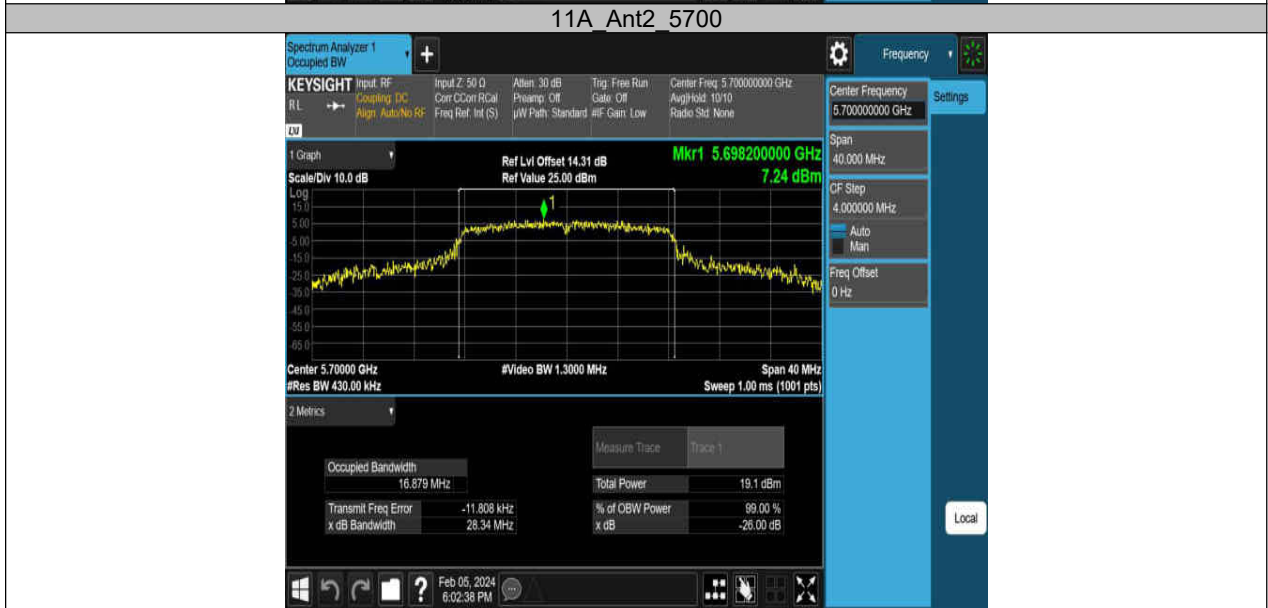 11A_Ant2_5700
Spectrum Analyzer 1
Occupied BW
+
Frequency
KEYSIGHT
RL
LXI
Input: RF
Coupling: DC
Align: Auto/No RF
Input Z: 50 Ω
Corr CCorr RCal
Freq Ref: Int (S)
Atten: 30 dB
Preamp: Off
µW Path: Standard
Trig: Free Run
Gate: Off
#IF Gain: Low
Center Freq: 5.700000000 GHz
Avg|Hold: 10/10
Radio Std: None
Center Frequency
5.700000000 GHz
Settings
Span
40.000 MHz
CF Step
4.000000 MHz
Auto
Man
Freq Offset
0 Hz
1 Graph
Scale/Div 10.0 dB
Ref Lvl Offset 14.31 dB
Ref Value 25.00 dBm
Mkr1 5.698200000 GHz
7.24 dBm
Log
15.0
5.00
-5.00
-15.0
-25.0
-35.0
-45.0
-55.0
-65.0
1
Center 5.70000 GHz
#Video BW 1.3000 MHz
Span 40 MHz
#Res BW 430.00 kHz
Sweep 1.00 ms (1001 pts)
2 Metrics
Measure Trace Trace 1
Occupied Bandwidth
16.879 MHz
Total Power 19.1 dBm
Transmit Freq Error -11.808 kHz
% of OBW Power 99.00 %
x dB Bandwidth 28.34 MHz
x dB -26.00 dB
Local
?
Feb 05, 2024
6:02:38 PM